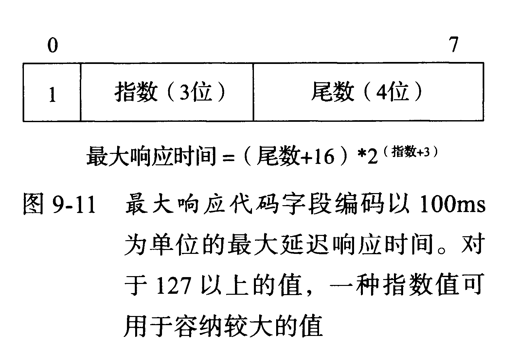 0 7
1 指数（3位） 尾数（4位）
最大响应时间 =（尾数+16）*2（指数+3）
图 9-11 最大响应代码字段编码以 100ms
为单位的最大延迟响应时间。对
于 127 以上的值，一种指数值可
用于容纳较大的值